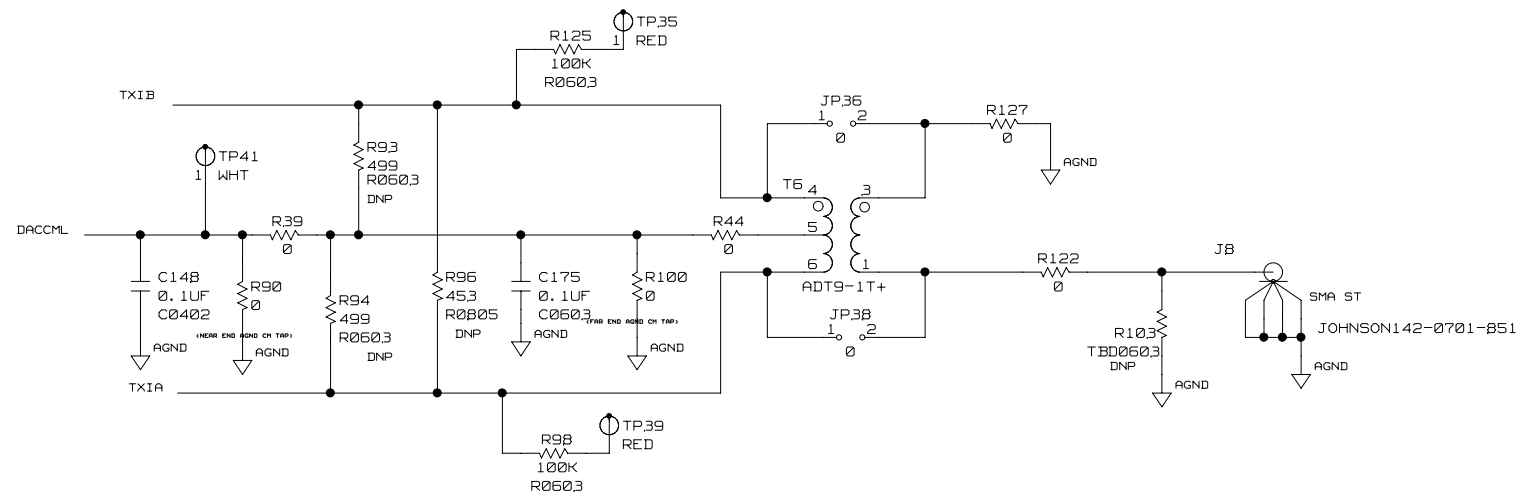 TP35
1 RED
R125
100K
R0603
TXIB
JP36
1 2
0
R127
0
AGND
R93
499
R0603
DNP
TP41
1 WHT
T6
4 3
5
6 1
ADT9-1T+
DACCML
R39
0
R44
0
C148
0.1UF
C0402
AGND
R90
0
(NEAR END AGND CM TAP)
AGND
R94
499
R0603
DNP
R96
453
R0805
DNP
C175
0.1UF
C0603
AGND
R100
0
(FAR END AGND CM TAP)
AGND
JP38
1 2
0
R122
0
J8
SMA ST
JOHNSON142-0701-851
AGND
R103
TBD0603
DNP
AGND
TXIA
TP39
RED
R98
100K
R0603